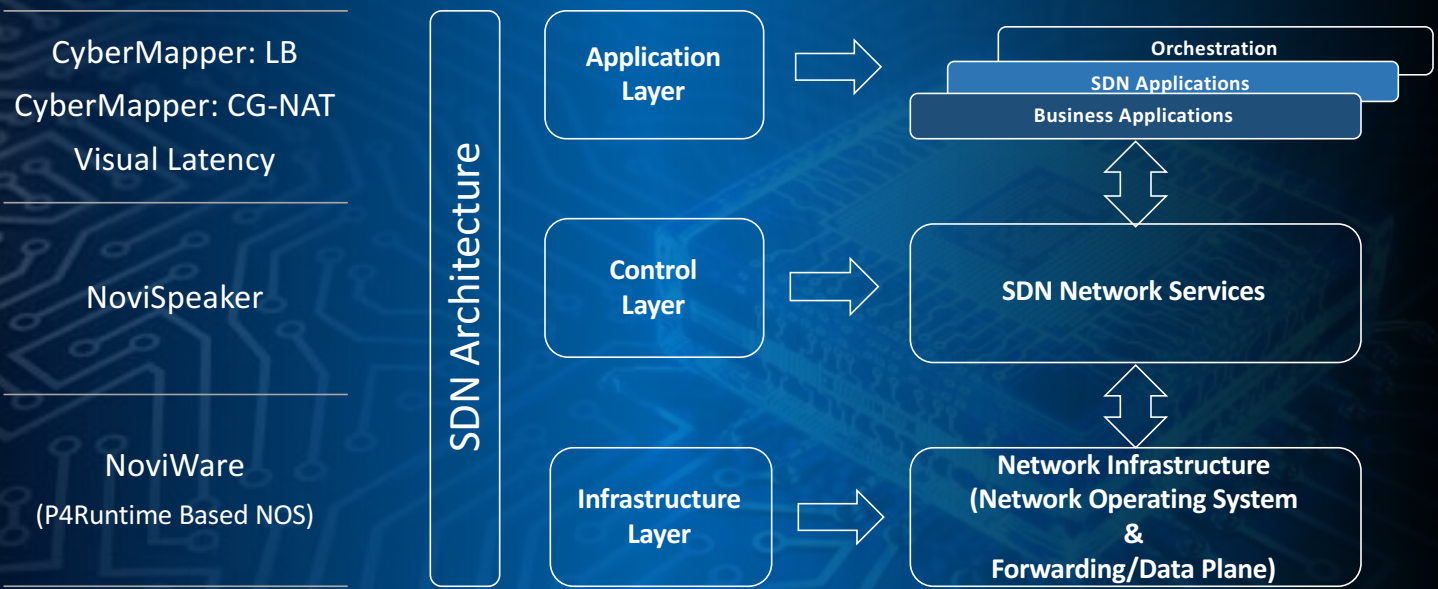 CyberMapper: LB
CyberMapper: CG-NAT
Visual Latency
NoviSpeaker
NoviWare
(P4Runtime Based NOS)
SDN Architecture
Application
Layer
Control
Layer
Infrastructure
Layer
Orchestration
SDN Applications
Business Applications
SDN Network Services
Network Infrastructure
(Network Operating System
&
Forwarding/Data Plane)